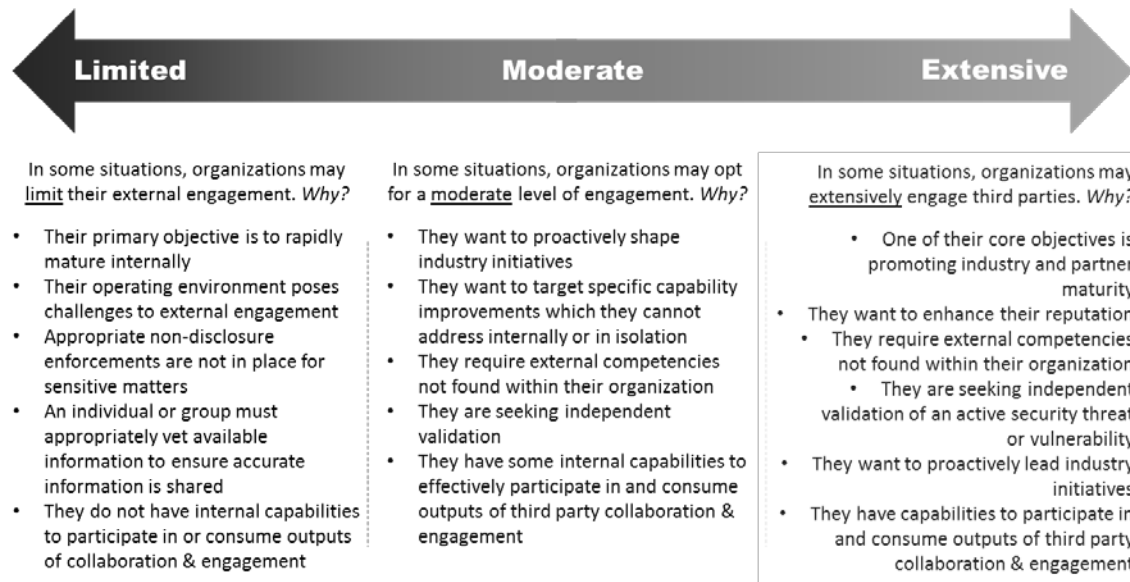 Limited
Moderate
Extensive
In some situations, organizations may
limit their external engagement. Why?
• Their primary objective is to rapidly
mature internally
• Their operating environment poses
challenges to external engagement
• Appropriate non-disclosure
enforcements are not in place for
sensitive matters
• An individual or group must
appropriately vet available
information to ensure accurate
information is shared
• They do not have internal capabilities
to participate in or consume outputs
of collaboration & engagement
In some situations, organizations may opt
for a moderate level of engagement. Why?
• They want to proactively shape
industry initiatives
• They want to target specific capability
improvements which they cannot
address internally or in isolation
• They require external competencies
not found within their organization
• They are seeking independent
validation
• They have some internal capabilities to
effectively participate in and consume
outputs of third party collaboration &
engagement
In some situations, organizations may
extensively engage third parties. Why?
• One of their core objectives is
promoting industry and partner
maturity
• They want to enhance their reputation
• They require external competencies
not found within their organization
• They are seeking independent
validation of an active security threat
or vulnerability
• They want to proactively lead industry
initiatives
• They have capabilities to participate in
and consume outputs of third party
collaboration & engagement